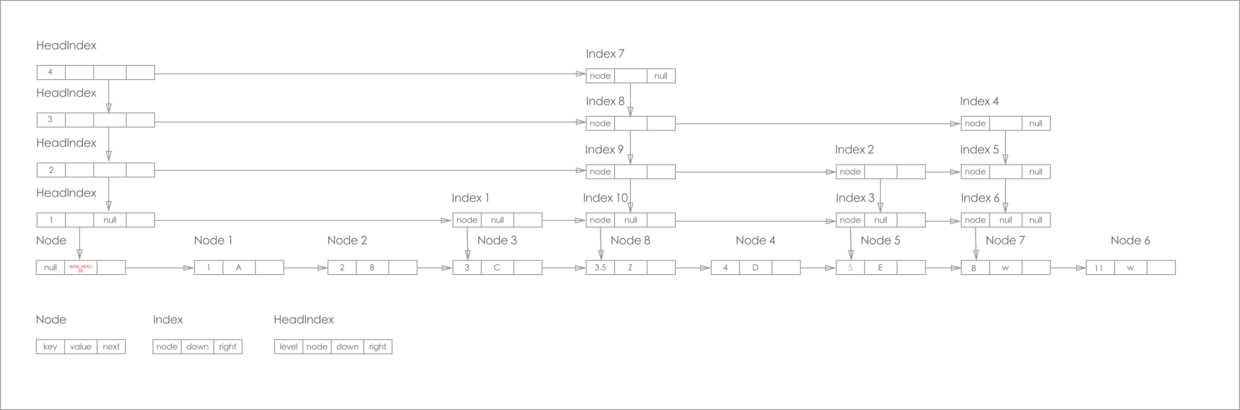 HeadIndex
Index 7
4
node null
HeadIndex
Index 8
Index 4
3
node
node null
HeadIndex
Index 9
Index 2
Index 5
2
node
node
node null
HeadIndex
Index 1
Index 10
Index 3
Index 6
1 null
node null
node null
node null
node null null
Node
Node 1
Node 2
Node 3
Node 8
Node 4
Node 5
Node 7
Node 6
null BASE_HEAD
ER
1 A
2 B
3 C
3.5 Z
4 D
5 E
8 w
11 w
Node
Index
HeadIndex
key value next
node down right
level node down right